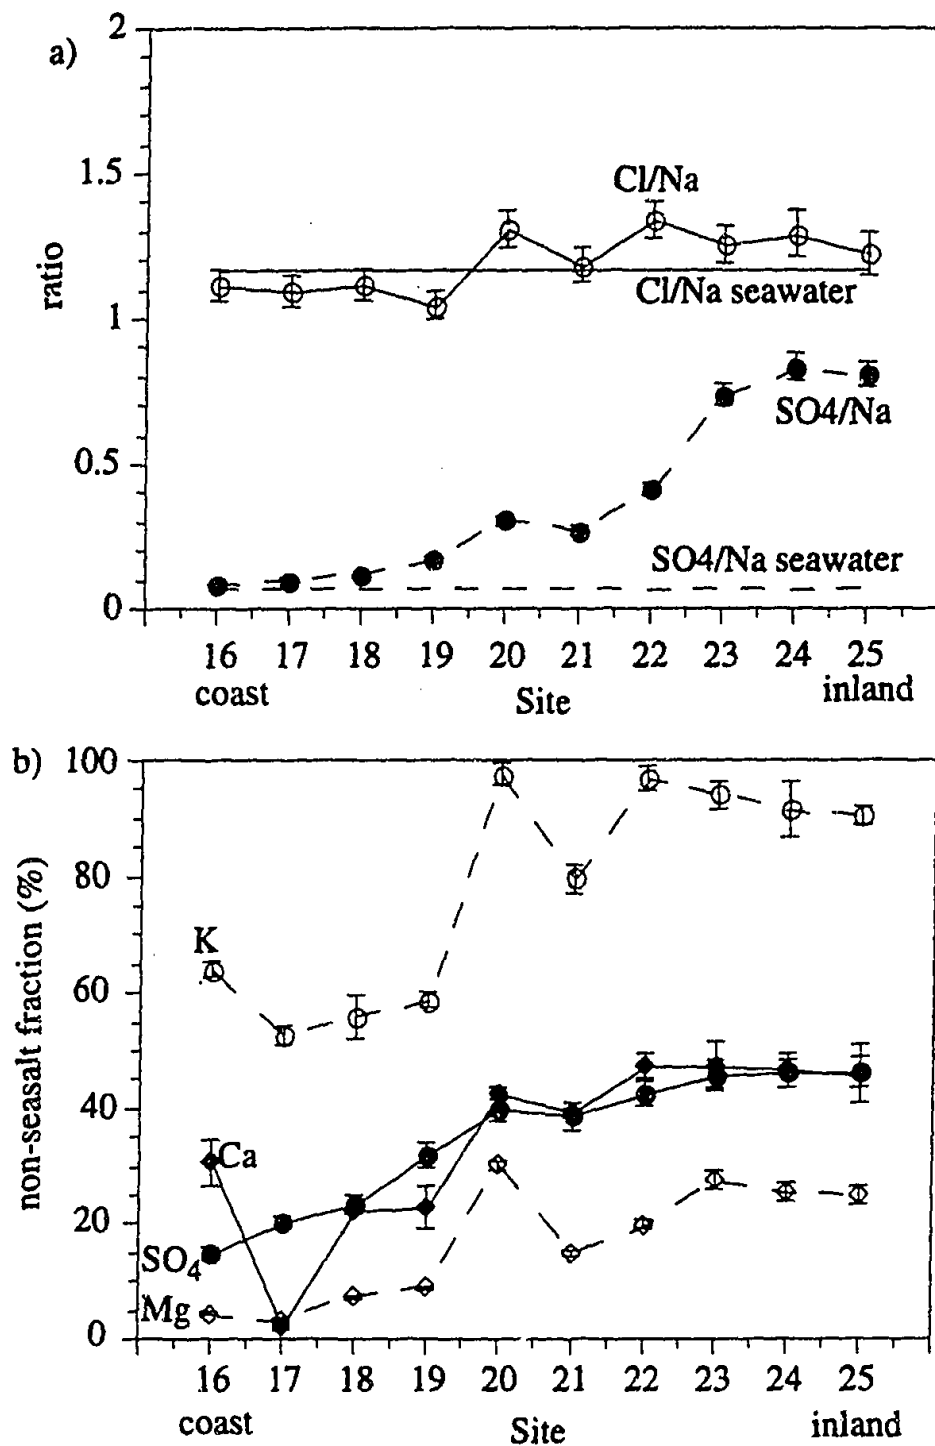 a)
2
1.5
1
0.5
0
ratio
Cl/Na
Cl/Na seawater
SO4/Na
SO4/Na seawater
16 17 18 19 20 21 22 23 24 25
coast Site inland
b)
100
80
60
40
20
0
non-seasalt fraction (%)
K
Ca
SO4
Mg
16 17 18 19 20 21 22 23 24 25
coast Site inland